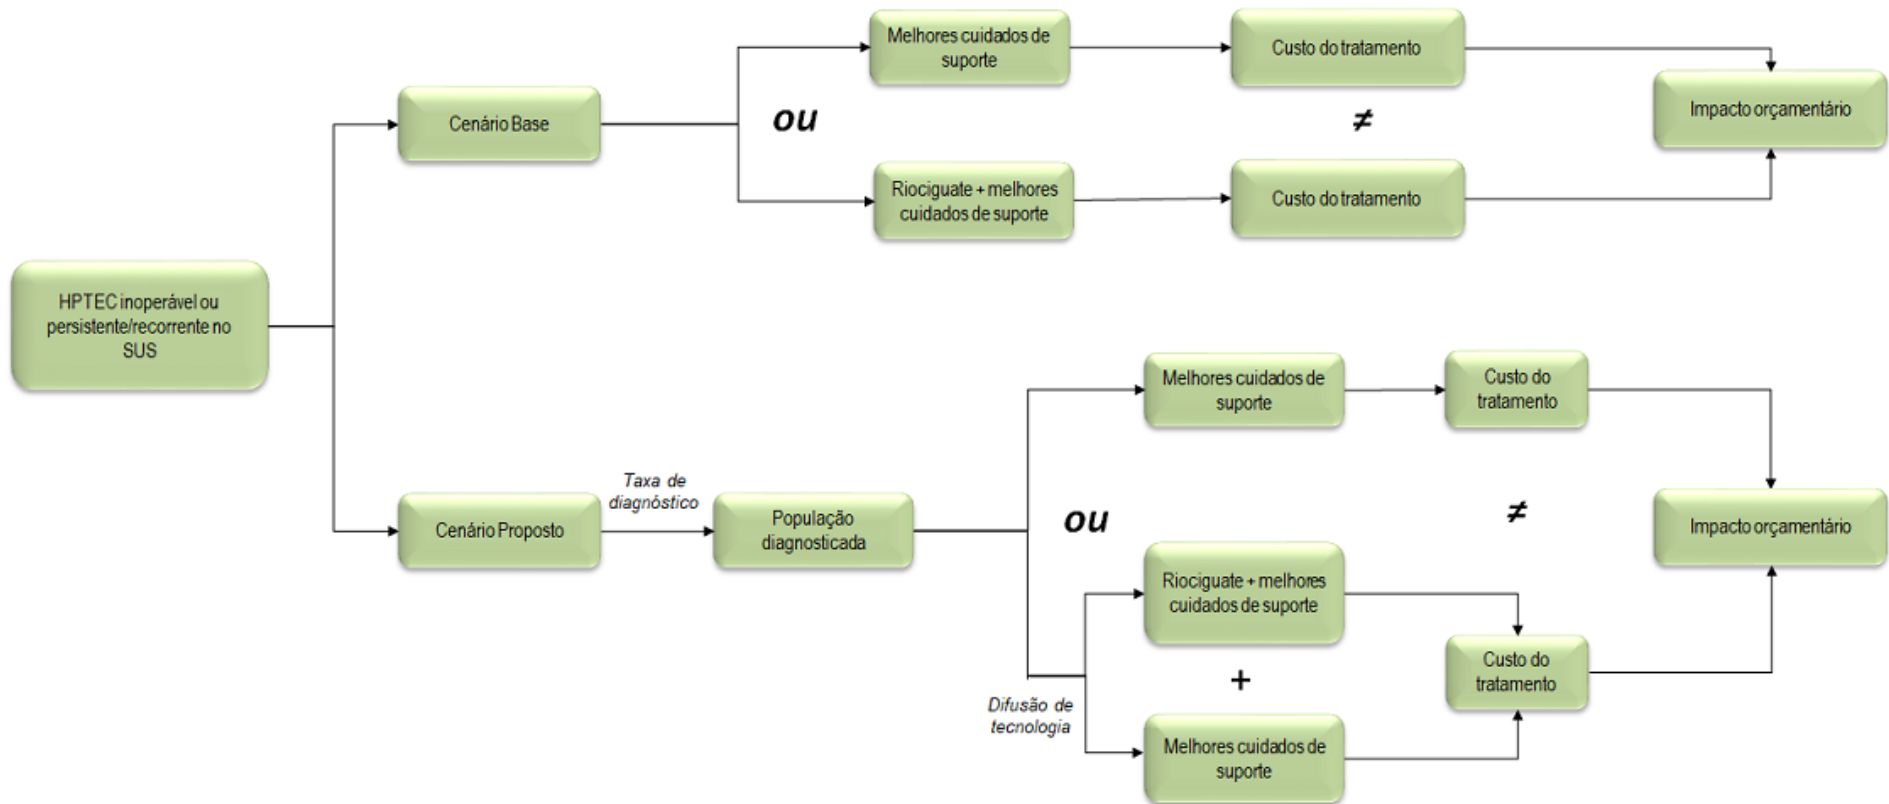 HPTEC inoperável ou
persistente/recorrente no
SUS
Cenário Base
ou
Melhores cuidados de
suporte
Custo do tratamento
≠
Riociguate + melhores
cuidados de suporte
Custo do tratamento
Impacto orçamentário
Cenário Proposto
Taxa de
diagnóstico
População
diagnosticada
ou
Melhores cuidados de
suporte
Custo do
tratamento
≠
Difusão de
tecnologia
Riociguate + melhores
cuidados de suporte
+
Melhores cuidados de
suporte
Custo do
tratamento
Impacto orçamentário